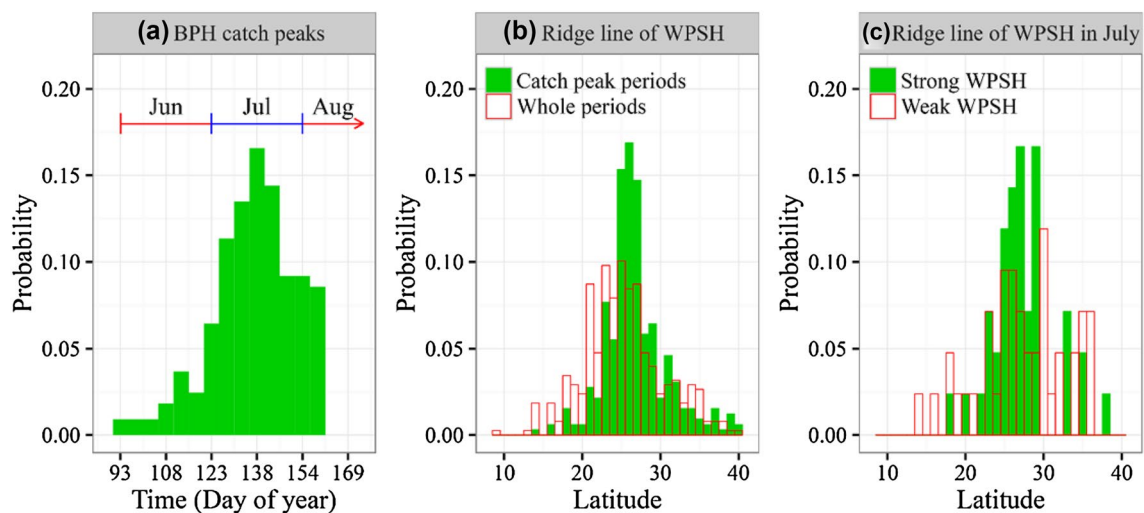 (a) BPH catch peaks
Probability
0.20
0.15
0.10
0.05
0.00
Jun Jul Aug
93 108 123 138 154 169
Time (Day of year)
(b) Ridge line of WPSH
Probability
0.20
0.15
0.10
0.05
0.00
Catch peak periods
Whole periods
10 20 30 40
Latitude
(c) Ridge line of WPSH in July
Probability
0.20
0.15
0.10
0.05
0.00
Strong WPSH
Weak WPSH
10 20 30 40
Latitude